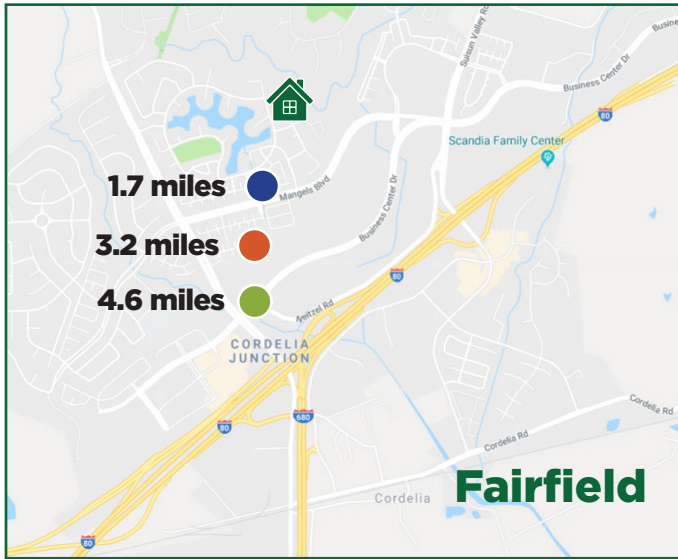 Suisun Valley Rd
Business Center Dr
Busine
80
Scandia Family Center
1.7 miles
Mangels Blvd
3.2 miles
Business Center Dr
80
4.6 miles
Neitzel Rd
CORDELIA
JUNCTION
80
680
Cordelia Rd
Cordelia Rd
Cordelia
Fairfield
80